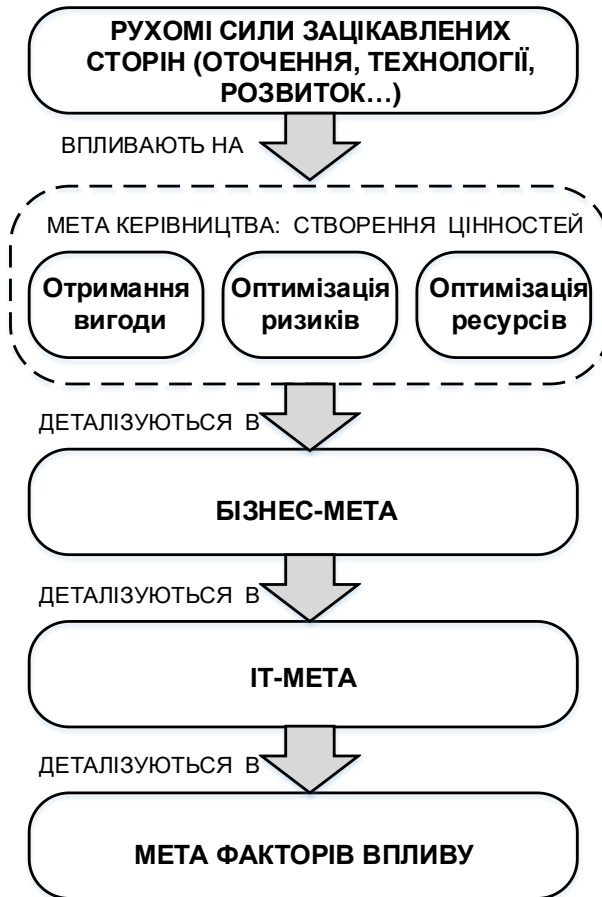 РУХОМІ СИЛИ ЗАЦІКАВЛЕНИХ
СТОРІН (ОТОЧЕННЯ, ТЕХНОЛОГІЇ,
РОЗВИТОК...)
ВПЛИВАЮТЬ НА
МЕТА КЕРІВНИЦТВА: СТВОРЕННЯ ЦІННОСТЕЙ
Отримання
вигоди
Оптимізація
ризиків
Оптимізація
ресурсів
ДЕТАЛІЗУЮТЬСЯ В
БІЗНЕС-МЕТА
ДЕТАЛІЗУЮТЬСЯ В
ІТ-МЕТА
ДЕТАЛІЗУЮТЬСЯ В
МЕТА ФАКТОРІВ ВПЛИВУ